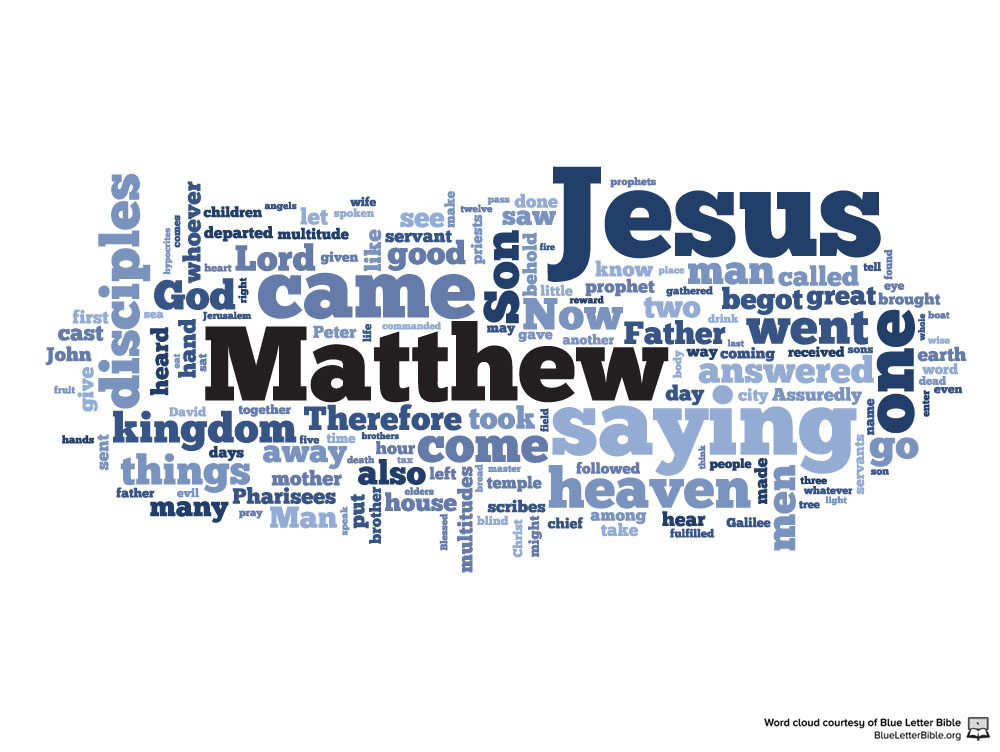 Jesus
prophets
disciples
whoever
comes
hypocrites
children
angels
wife
let
spoken
see
make
twelve
pass
done
saw
departed
multitude
like
servant
priests
Son
behold
fire
Lord
given
good
heart
God
right
Jerusalem
came
know
place
man
called
tell
found
eye
little
prophet
gathered
begot
great
brought
reward
may
Now
two
gave
another
drink
Father
last
went
boat
whole
one
wise
first
sea
cast
John
heard
hand
eat
sat
Peter
life
commanded
Matthew
body
way
coming
received
sons
earth
word
dead
even
enter
answered
fruit
give
day
city
Assuredly
name
David
together
Therefore
took
field
saying
go
son
hands
sent
kingdom
five
time
brothers
days
away
hour
come
death
tax
things
mother
also
left
bread
master
temple
followed
think
people
made
servants
men
three
whatever
light
tree
father
evil
Pharisees
many
pray
Man
speak
put
brother
elders
house
multitudes
Blessed
scribes
blind
Christ
might
heaven
chief
among
take
hear
fulfilled
Galilee
Word cloud courtesy of Blue Letter Bible
BlueLetterBible.org